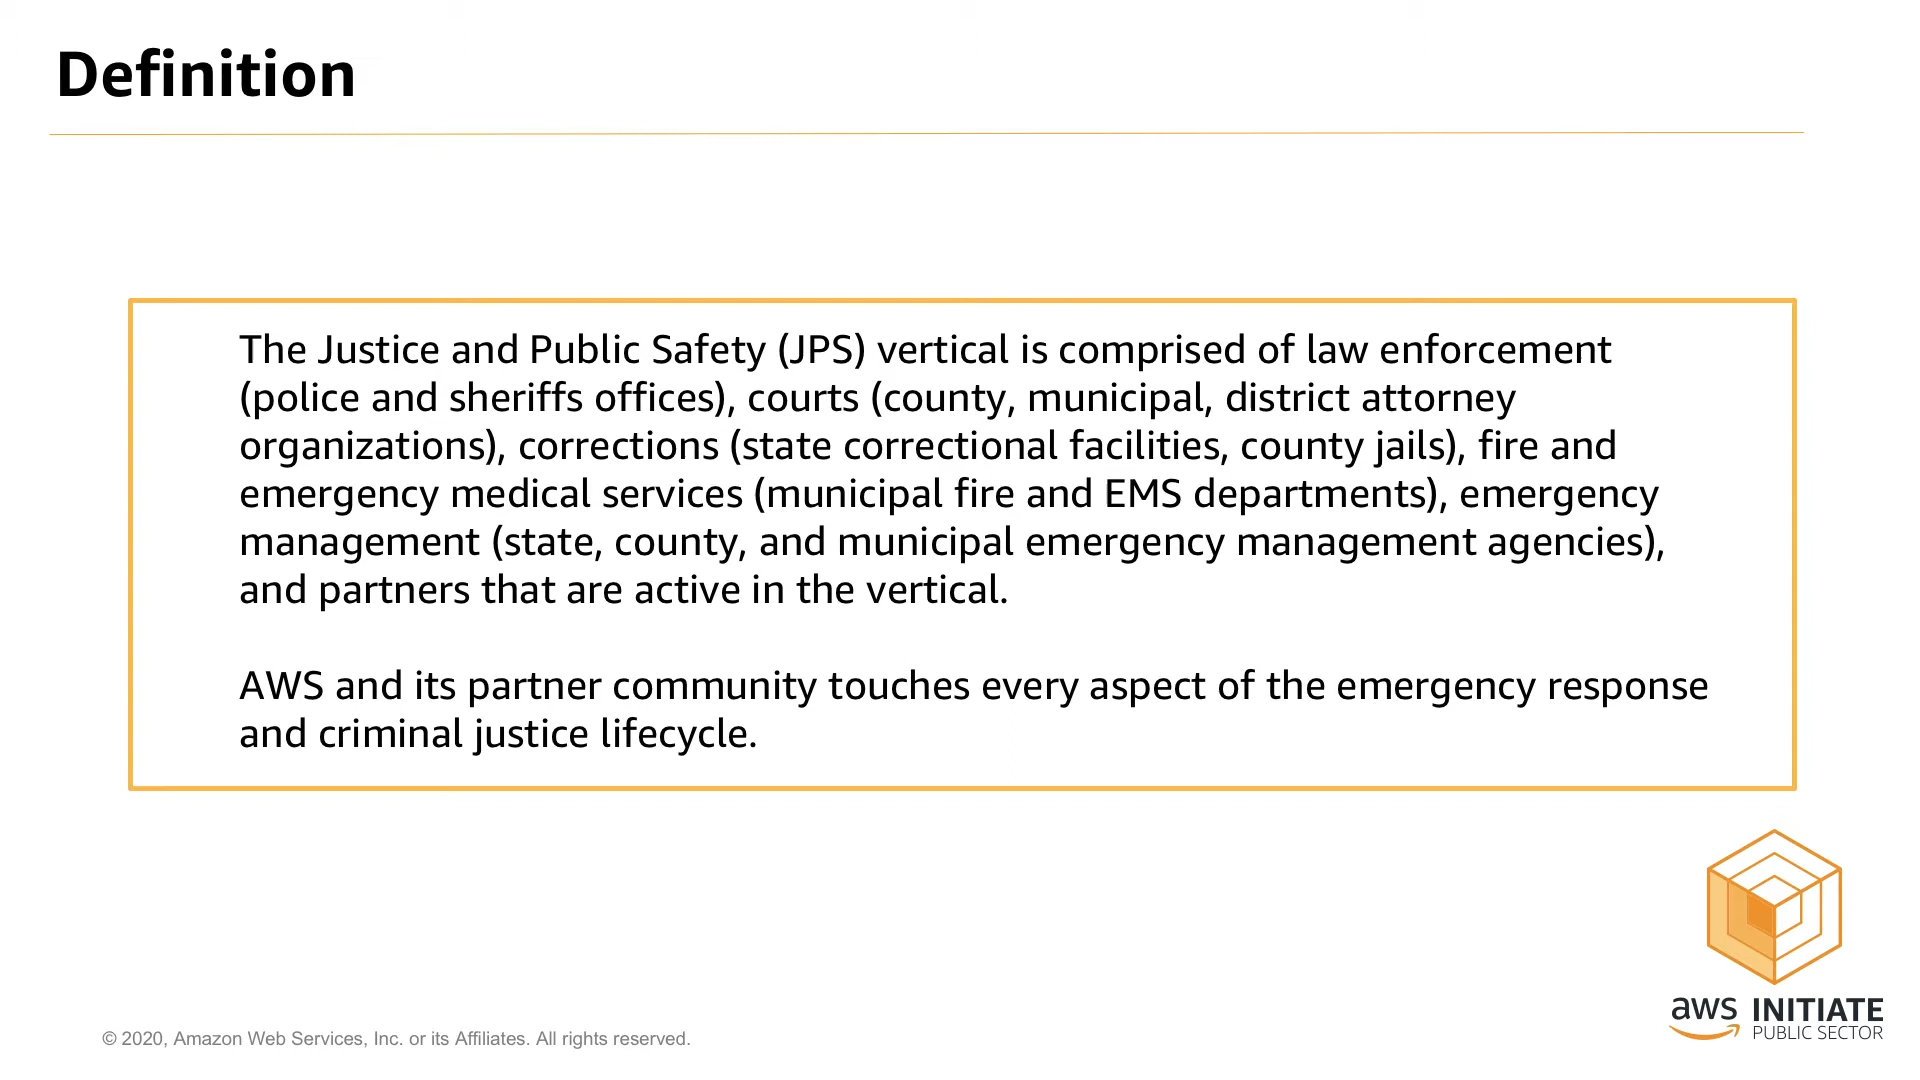 Definition
The Justice and Public Safety (JPS) vertical is comprised of law enforcement
(police and sheriffs offices), courts (county, municipal, district attorney
organizations), corrections (state correctional facilities, county jails), fire and
emergency medical services (municipal fire and EMS departments), emergency
management (state, county, and municipal emergency management agencies),
and partners that are active in the vertical.
AWS and its partner community touches every aspect of the emergency response
and criminal justice lifecycle.
aws INITIATE
PUBLIC SECTOR
© 2020, Amazon Web Services, Inc. or its Affiliates. All rights reserved.